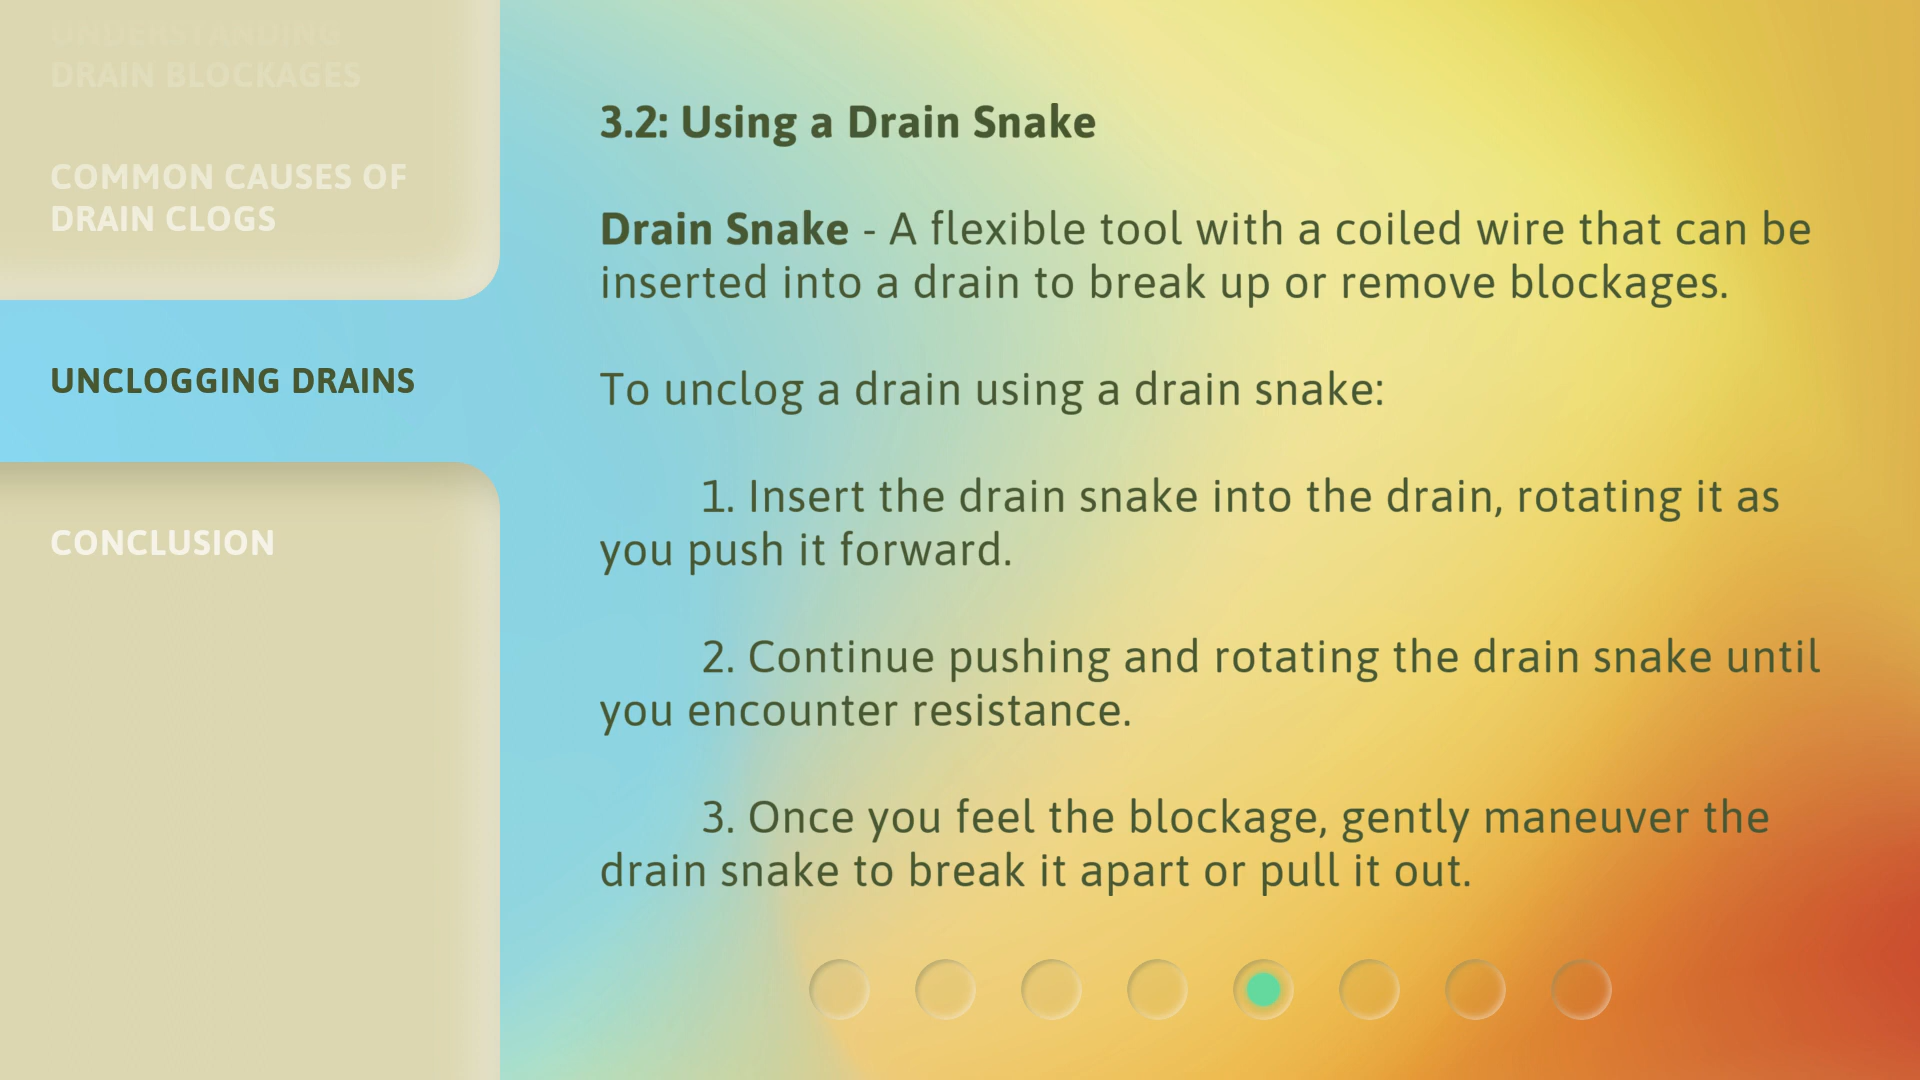 UNDERSTANDING
DRAIN BLOCKAGES
COMMON CAUSES OF
DRAIN CLOGS
UNCLOGGING DRAINS
CONCLUSION
3.2: Using a Drain Snake
Drain Snake - A flexible tool with a coiled wire that can be
inserted into a drain to break up or remove blockages.
To unclog a drain using a drain snake:
1. Insert the drain snake into the drain, rotating it as
you push it forward.
2. Continue pushing and rotating the drain snake until
you encounter resistance.
3. Once you feel the blockage, gently maneuver the
drain snake to break it apart or pull it out.